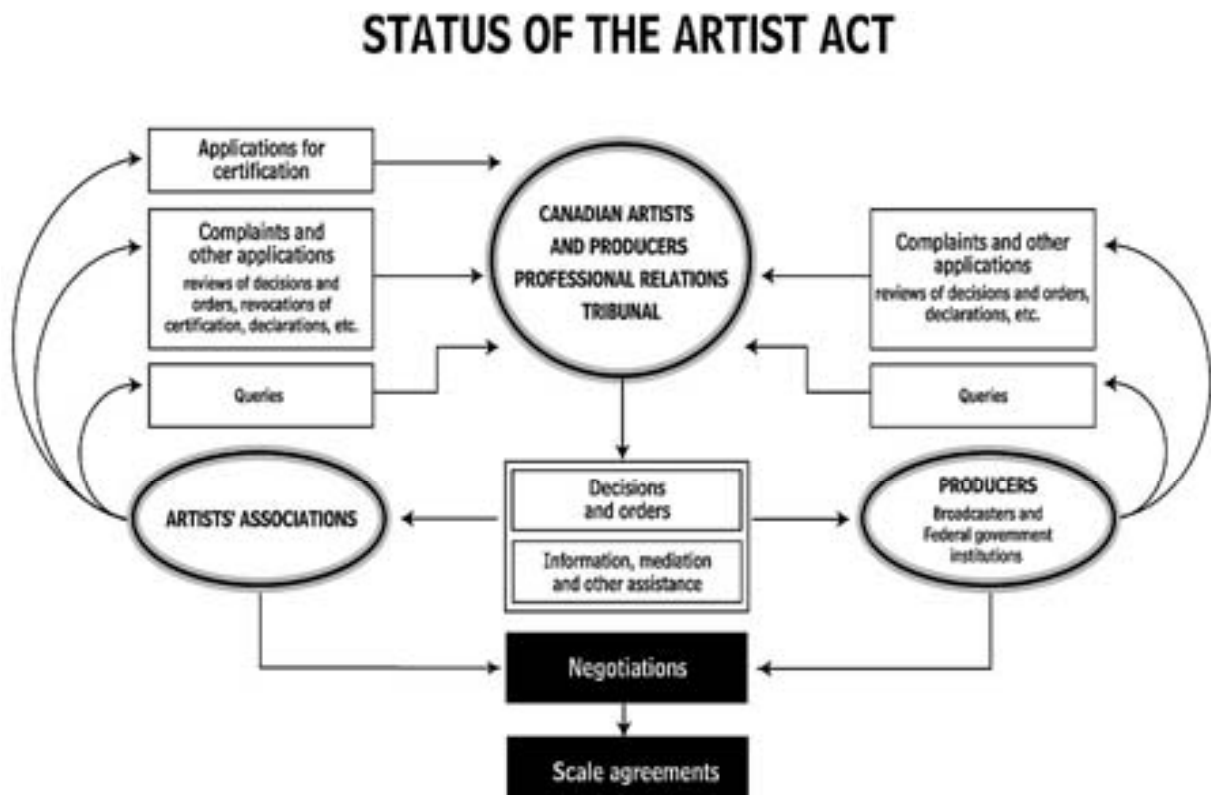 STATUS OF THE ARTIST ACT
Applications for
certification
Complaints and
other applications
reviews of decisions and
orders, revocations of
certification, declarations, etc.
Queries
CANADIAN ARTISTS
AND PRODUCERS
PROFESSIONAL RELATIONS
TRIBUNAL
Complaints and other
applications
reviews of decisions and orders,
declarations, etc.
Queries
ARTISTS' ASSOCIATIONS
Decisions
and orders
Information, mediation
and other assistance
PRODUCERS
Broadcasters and
Federal government
institutions
Negotiations
Scale agreements